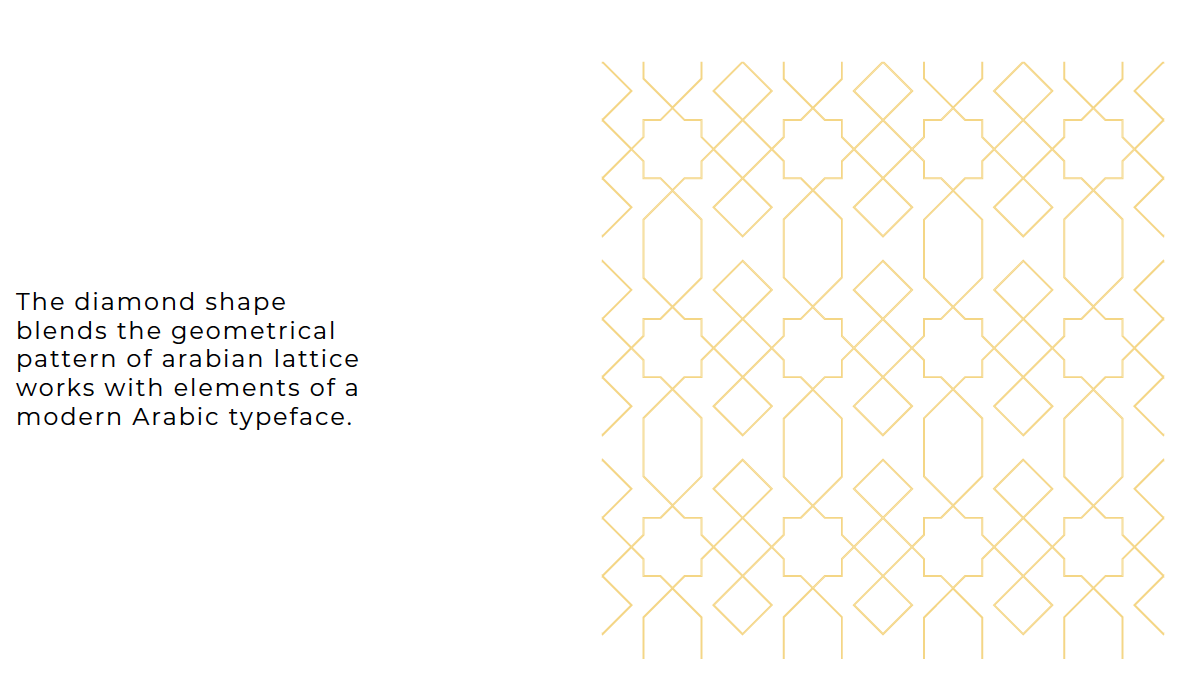 The diamond shape
blends the geometrical
pattern of arabian lattice
works with elements of a
modern Arabic typeface.